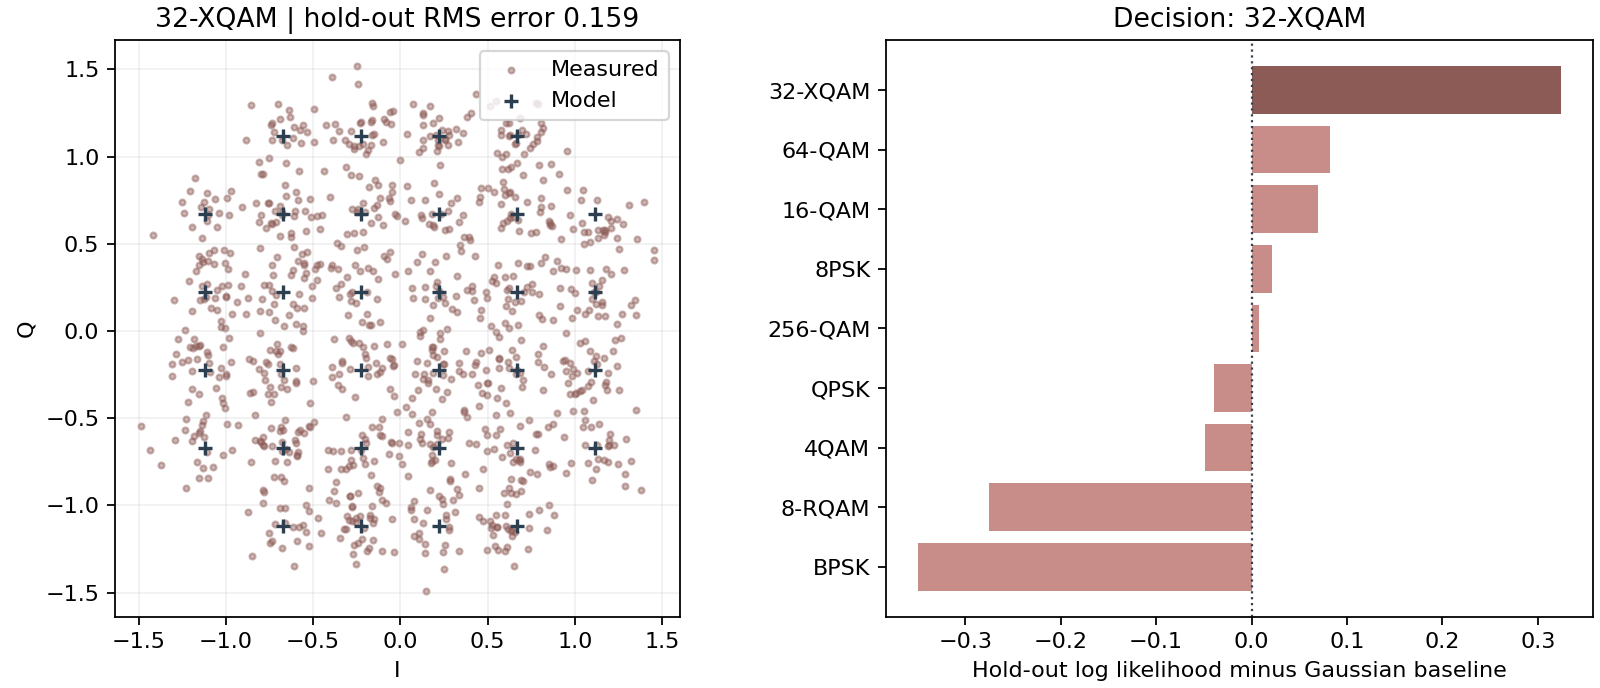 32-XQAM | hold-out RMS error 0.159
Measured
Model
1.5
1.0
0.5
0.0
−0.5
−1.0
−1.5
Q
−1.5 −1.0 −0.5 0.0 0.5 1.0 1.5
I
Decision: 32-XQAM
32-XQAM
64-QAM
16-QAM
8PSK
256-QAM
QPSK
4QAM
8-RQAM
BPSK
−0.3 −0.2 −0.1 0.0 0.1 0.2 0.3
Hold-out log likelihood minus Gaussian baseline